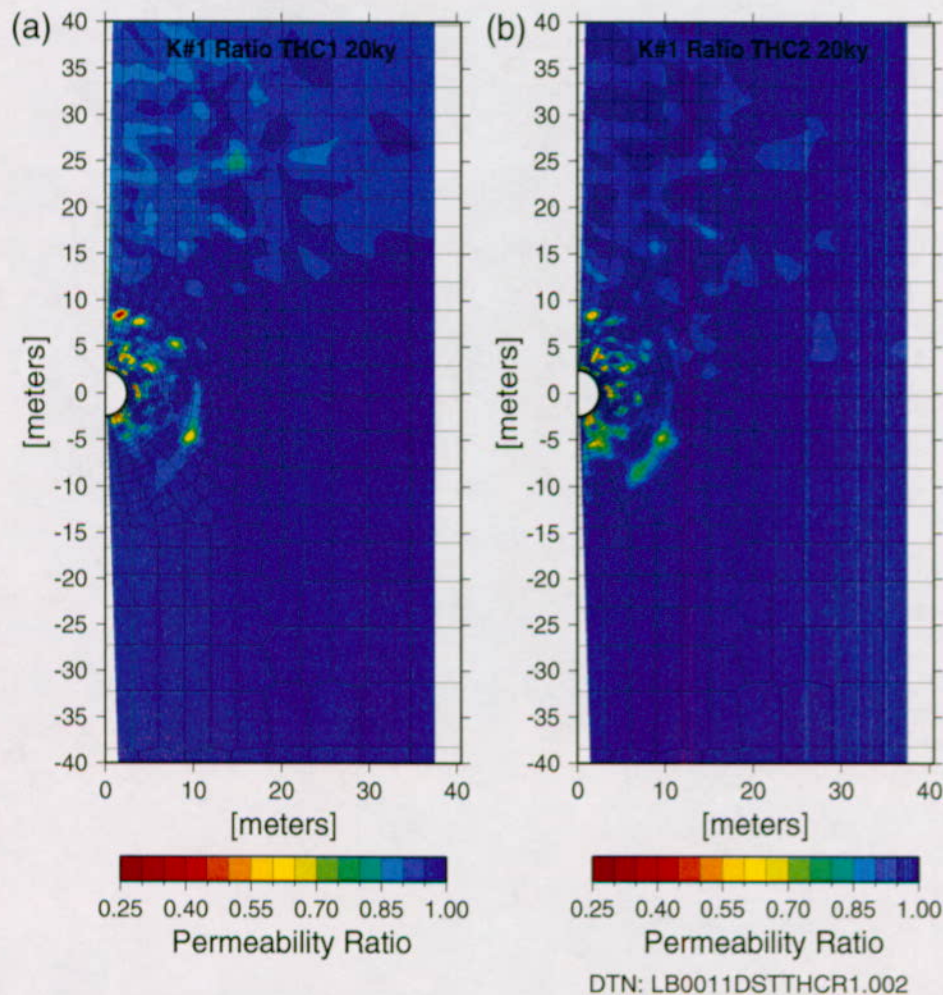 (a)
K#1 Ratio THC1 20ky
40
35
30
25
20
15
10
5
0
-5
-10
-15
-20
-25
-30
-35
-40
[meters]
0 10 20 30 40
[meters]
0.25 0.40 0.55 0.70 0.85 1.00
Permeability Ratio
(b)
K#1 Ratio THC2 20ky
40
35
30
25
20
15
10
5
0
-5
-10
-15
-20
-25
-30
-35
-40
[meters]
0 10 20 30 40
[meters]
0.25 0.40 0.55 0.70 0.85 1.00
Permeability Ratio
DTN: LB0011DSTTHCR1.002